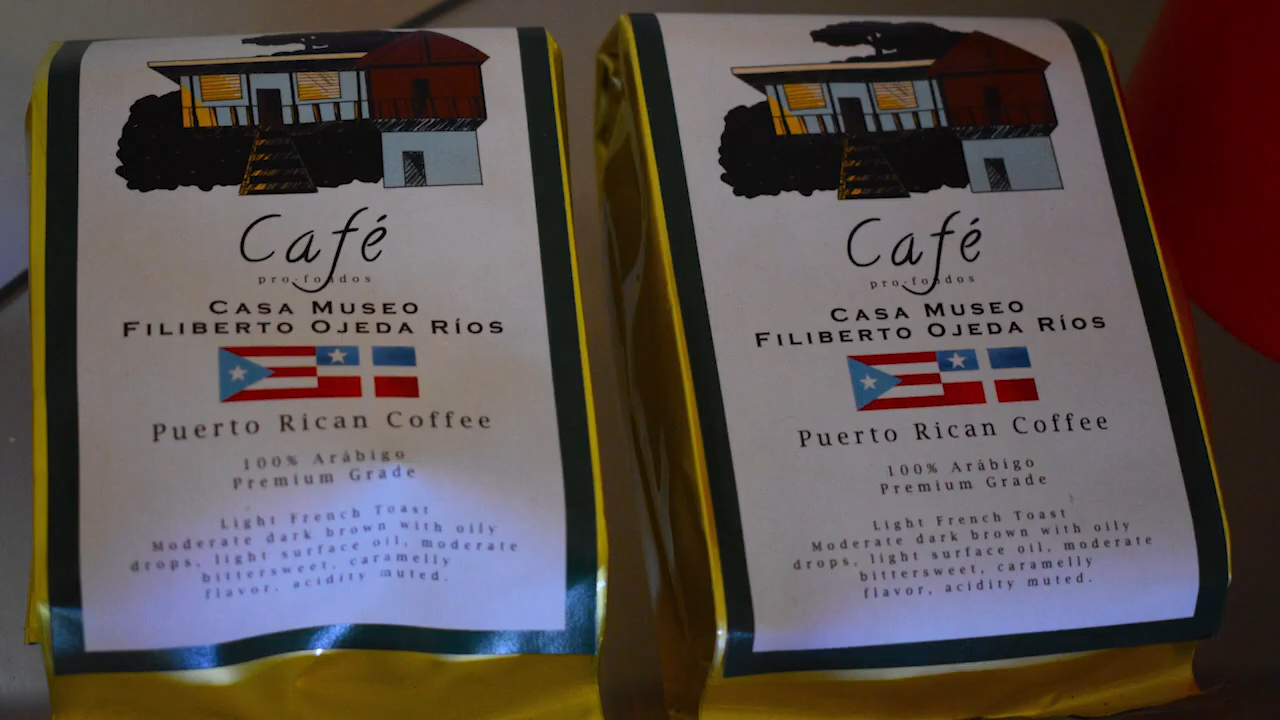 Café
pro-fondos
Casa Museo
Filiberto Ojeda Ríos
Puerto Rican Coffee
100% Arábigo
Premium Grade
Light French Toast
Moderate dark brown with oily
drops, light surface oil, moderate
bittersweet, caramelly
flavor, acidity muted.
Café
pro-fondos
Casa Museo
Filiberto Ojeda Ríos
Puerto Rican Coffee
100% Arábigo
Premium Grade
Light French Toast
Moderate dark brown with oily
drops, light surface oil, moderate
bittersweet, caramelly
flavor, acidity muted.